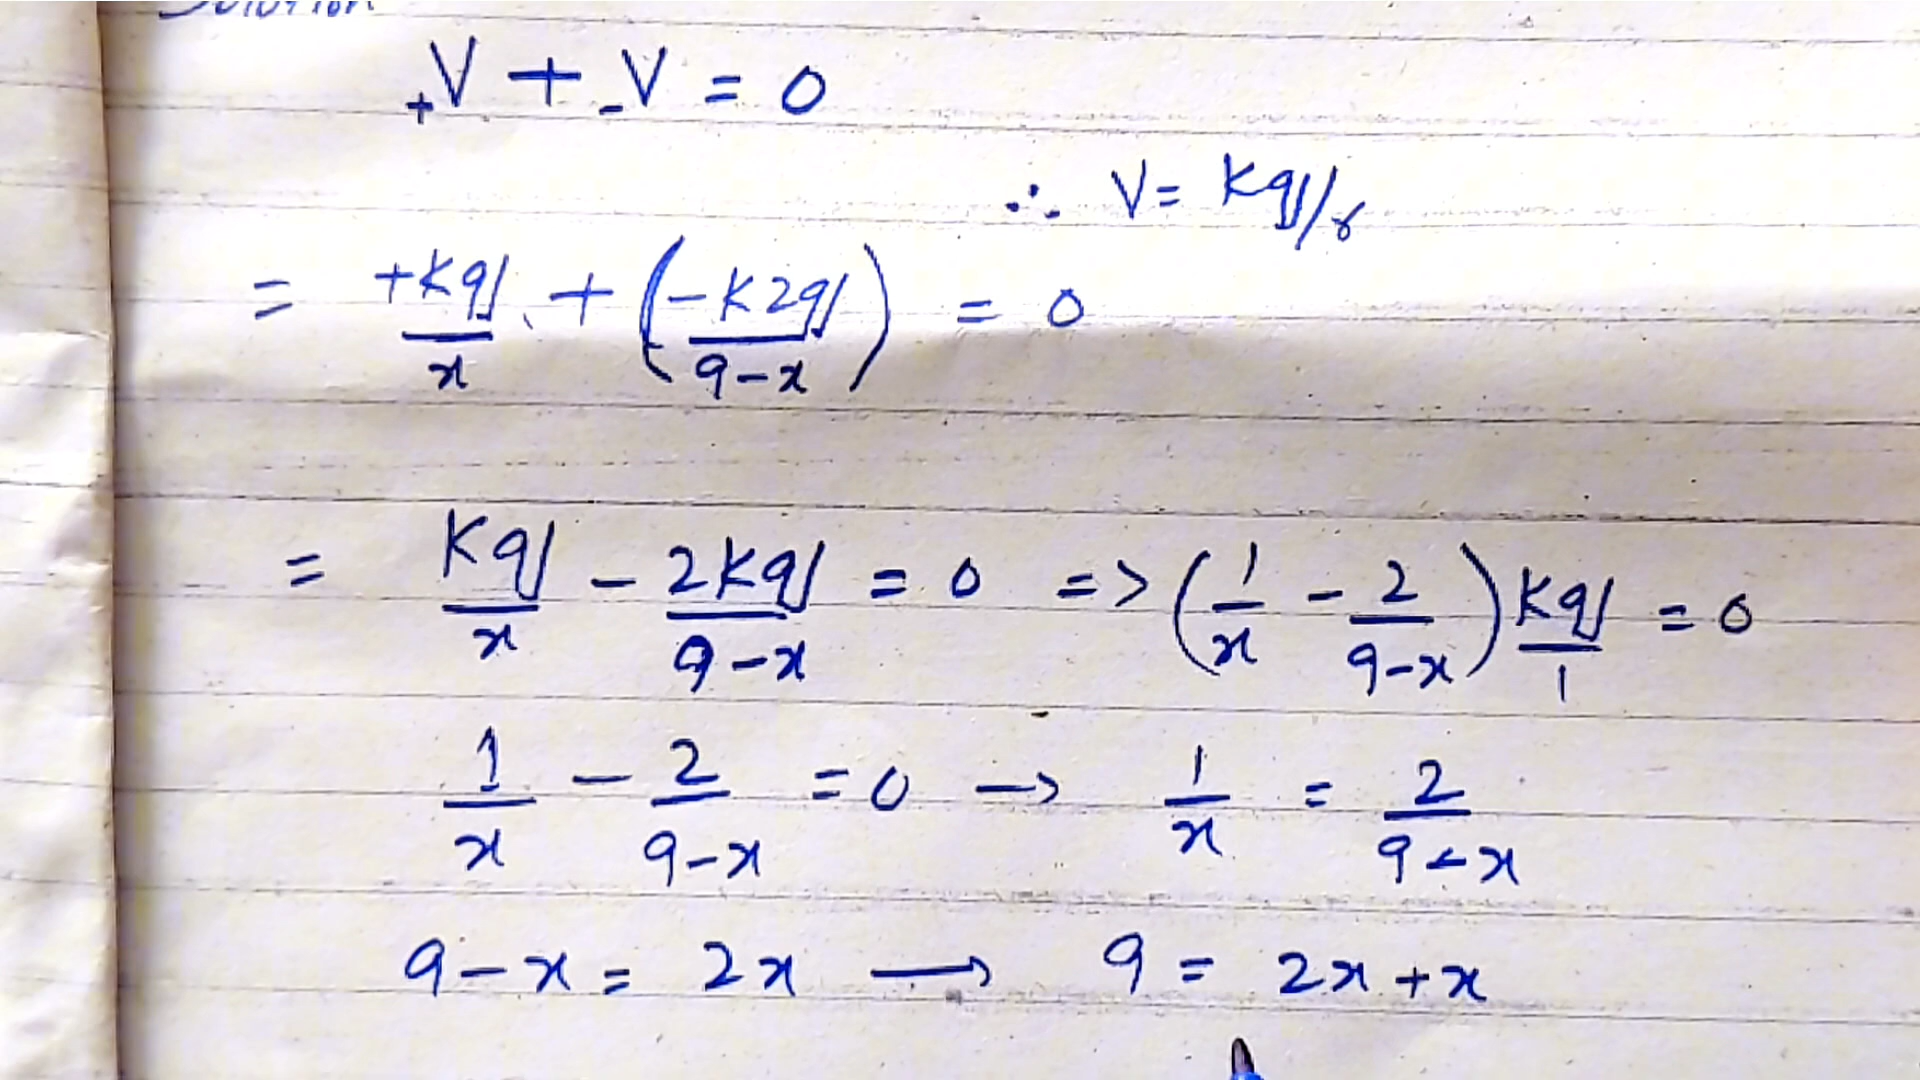 Solution
+V + -V = 0
∴ V = Kq/r
= +Kq/x + (-K2q/9-x) = 0
= Kq/x - 2Kq/9-x = 0 => (1/x - 2/9-x) Kq/1 = 0
1/x - 2/9-x = 0 → 1/x = 2/9-x
9-x = 2x → 9 = 2x+x